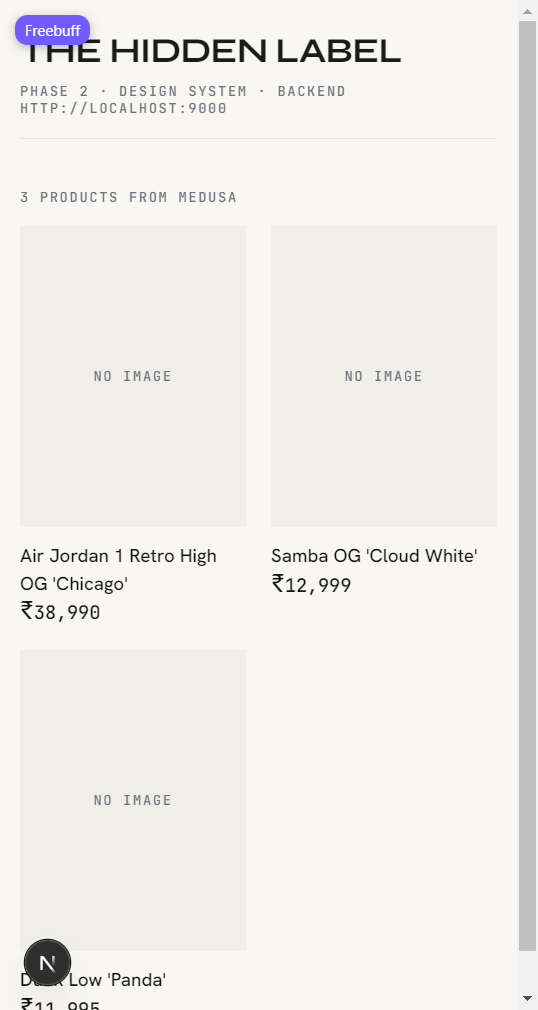 Freebuff
THE HIDDEN LABEL
PHASE 2 · DESIGN SYSTEM · BACKEND
HTTP://LOCALHOST:9000
3 PRODUCTS FROM MEDUSA
NO IMAGE
NO IMAGE
Air Jordan 1 Retro High
OG 'Chicago'
₹38,990
Samba OG 'Cloud White'
₹12,999
NO IMAGE
N
Low 'Panda'
₹11,995